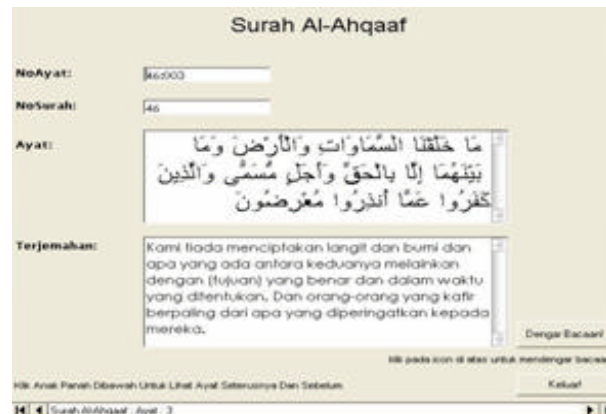 Surah Al-Ahqaaf
NoAyat:
46:003
NoSurah:
46
Ayat:
مَا خَلَقْنَا السَّمَاوَاتِ وَالْأَرْضَ وَمَا
بَيْنَهُمَا إِلَّا بِالْحَقِّ وَأَجَلٍ مُّسَمًّى وَالَّذِينَ
كَفَرُوا عَمَّا أُنذِرُوا مُعْرِضُونَ
Terjemahan:
Kami tiada menciptakan langit dan bumi dan
apa yang ada antara keduanya melainkan
dengan (tujuan) yang benar dan dalam waktu
yang ditentukan. Dan orang-orang yang kafir
berpaling dari apa yang diperingatkan kepada
mereka.
Dengar Bacaan!
klik pada icon di atas untuk mendengar bacaa
Klik Anak Panah Dibawah Untuk Lihat Ayat Seterusnya Dan Sebelum
Keluar!
Surah Al-Ahqaaf : Ayat : 3